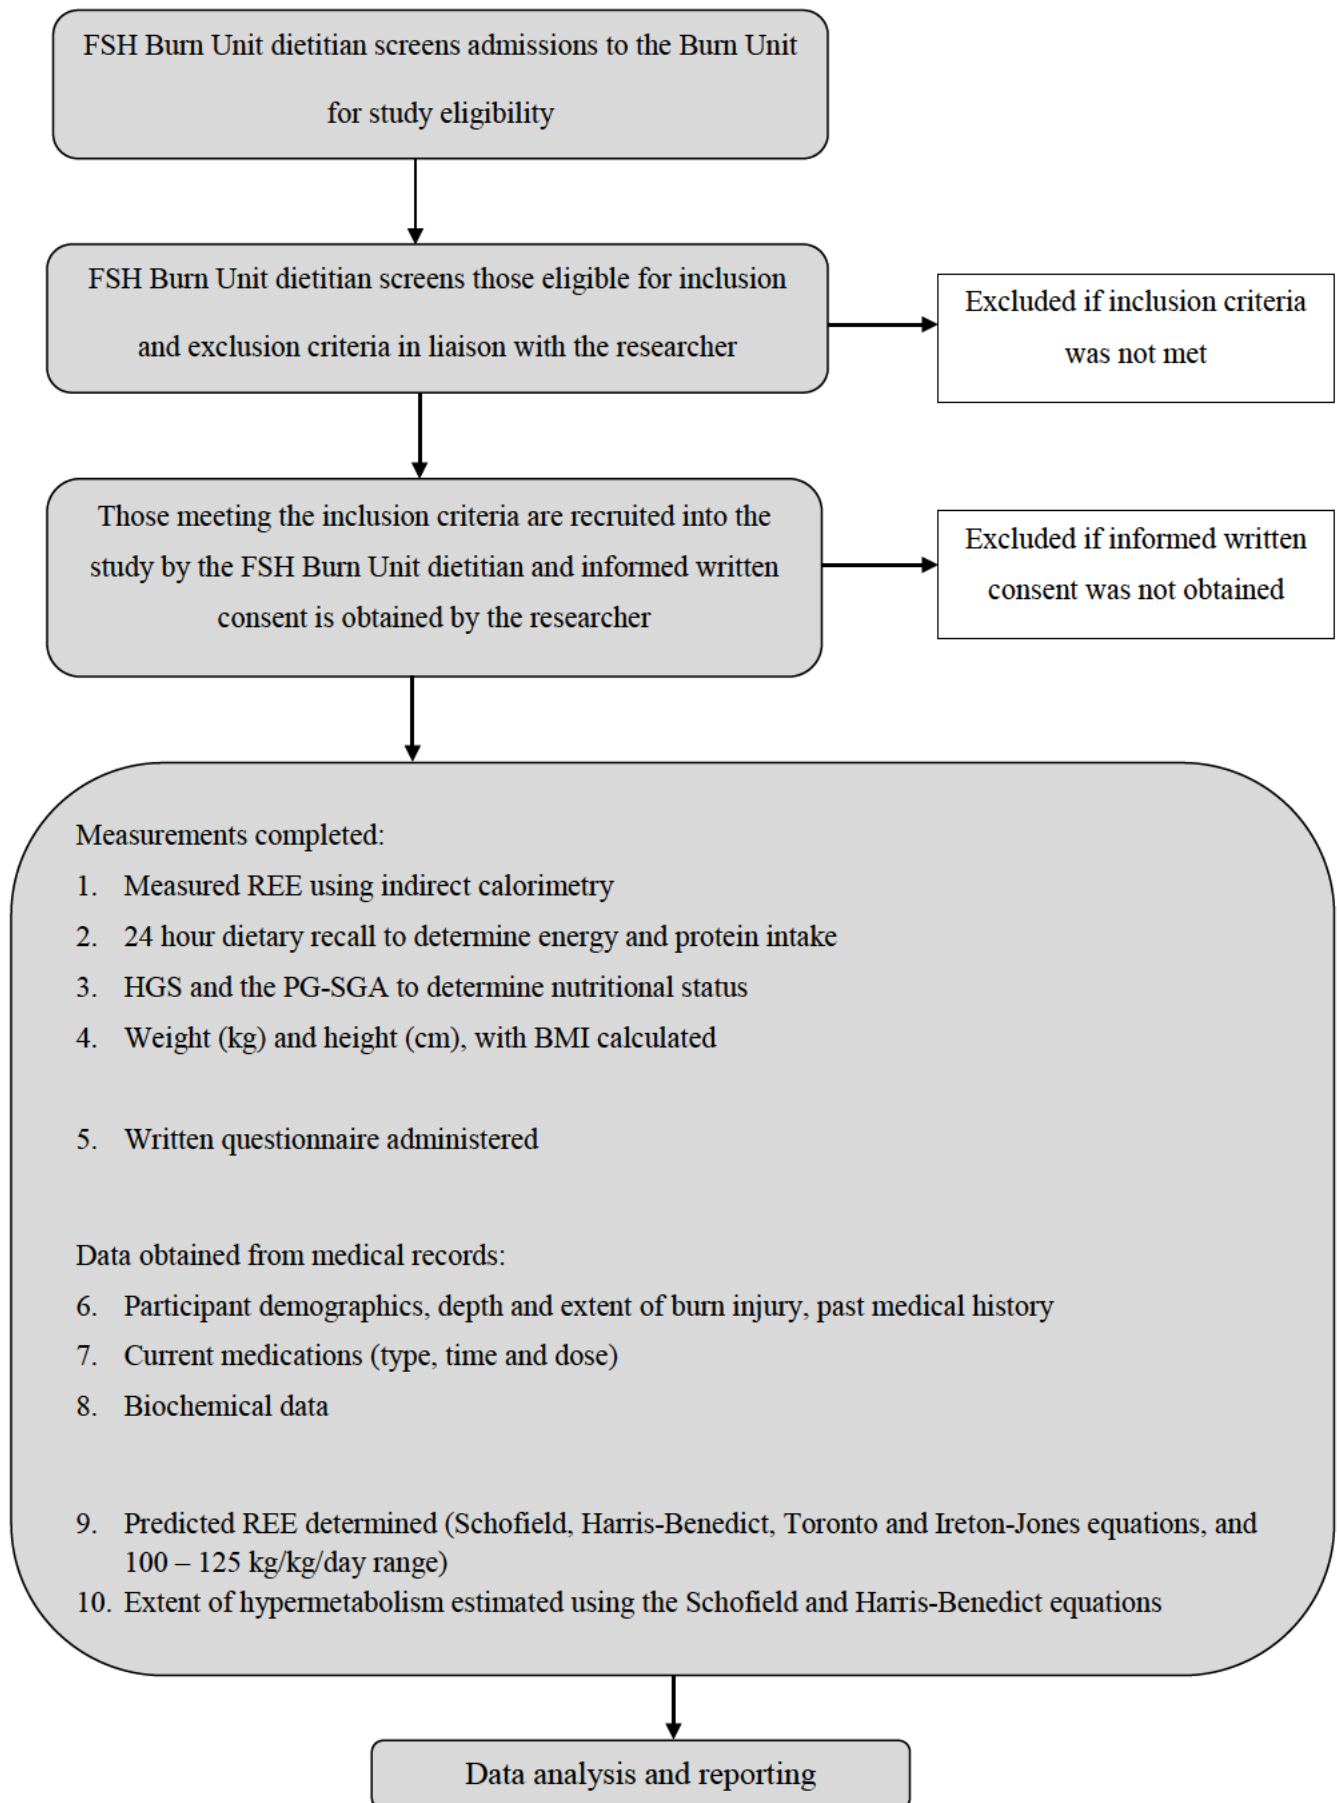 FSH Burn Unit dietitian screens admissions to the Burn Unit
for study eligibility
FSH Burn Unit dietitian screens those eligible for inclusion
and exclusion criteria in liaison with the researcher
Excluded if inclusion criteria
was not met
Those meeting the inclusion criteria are recruited into the
study by the FSH Burn Unit dietitian and informed written
consent is obtained by the researcher
Excluded if informed written
consent was not obtained
Measurements completed:
1. Measured REE using indirect calorimetry
2. 24 hour dietary recall to determine energy and protein intake
3. HGS and the PG-SGA to determine nutritional status
4. Weight (kg) and height (cm), with BMI calculated
5. Written questionnaire administered
Data obtained from medical records:
6. Participant demographics, depth and extent of burn injury, past medical history
7. Current medications (type, time and dose)
8. Biochemical data
9. Predicted REE determined (Schofield, Harris-Benedict, Toronto and Ireton-Jones equations, and
100 – 125 kg/kg/day range)
10. Extent of hypermetabolism estimated using the Schofield and Harris-Benedict equations
Data analysis and reporting